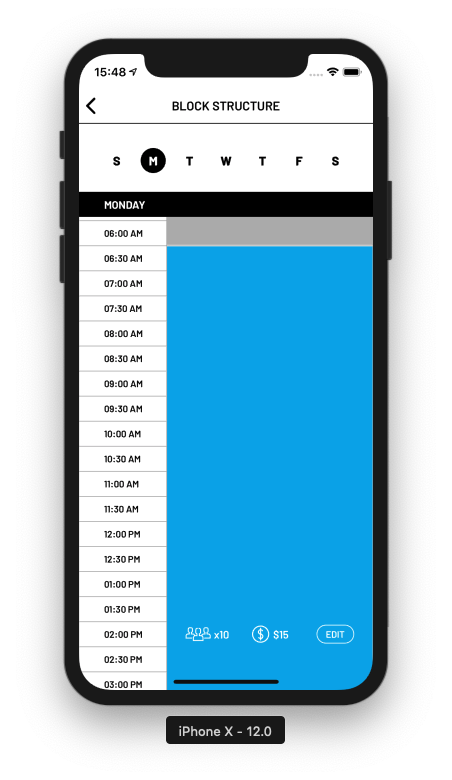 15:48
BLOCK STRUCTURE
S M T W T F S
MONDAY
06:00 AM
06:30 AM
07:00 AM
07:30 AM
08:00 AM
08:30 AM
09:00 AM
09:30 AM
10:00 AM
10:30 AM
11:00 AM
11:30 AM
12:00 PM
12:30 PM
01:00 PM
01:30 PM
02:00 PM x10 $ $15 EDIT
02:30 PM
03:00 PM
iPhone X - 12.0